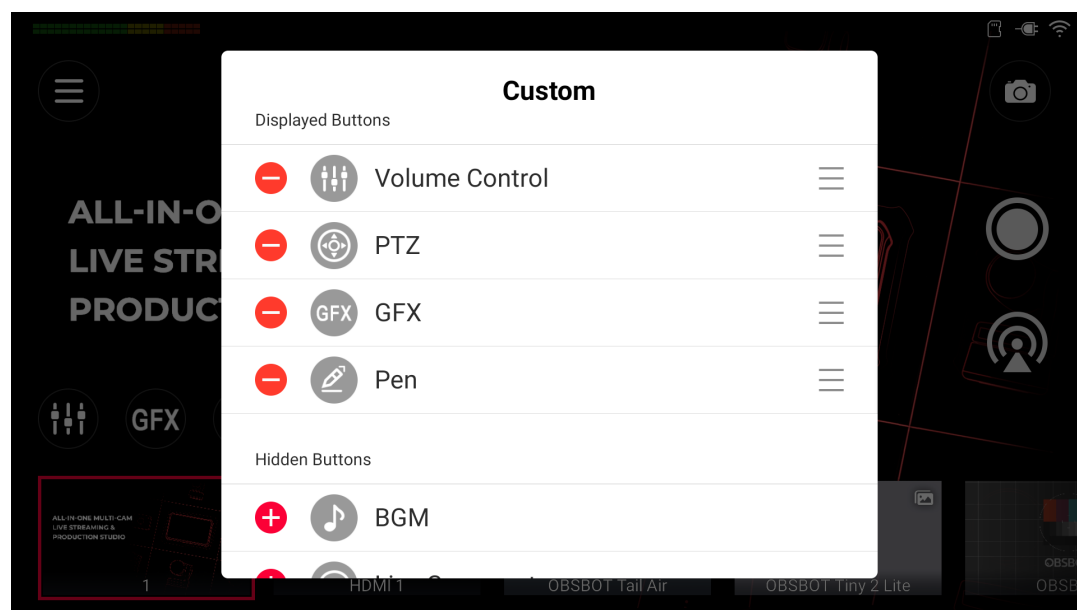 Custom
Displayed Buttons
Volume Control
PTZ
GFX
GFX
Pen
Hidden Buttons
BGM
ALL-IN-O
LIVE STR
PRODUC
GFX
ALL-IN-ONE MULTI-CAM
LIVE STREAMING &
PRODUCTION STUDIO
1
HDMI 1
OBSBOT Tail Air
OBSBOT Tiny 2 Lite
OBSB
OBSB